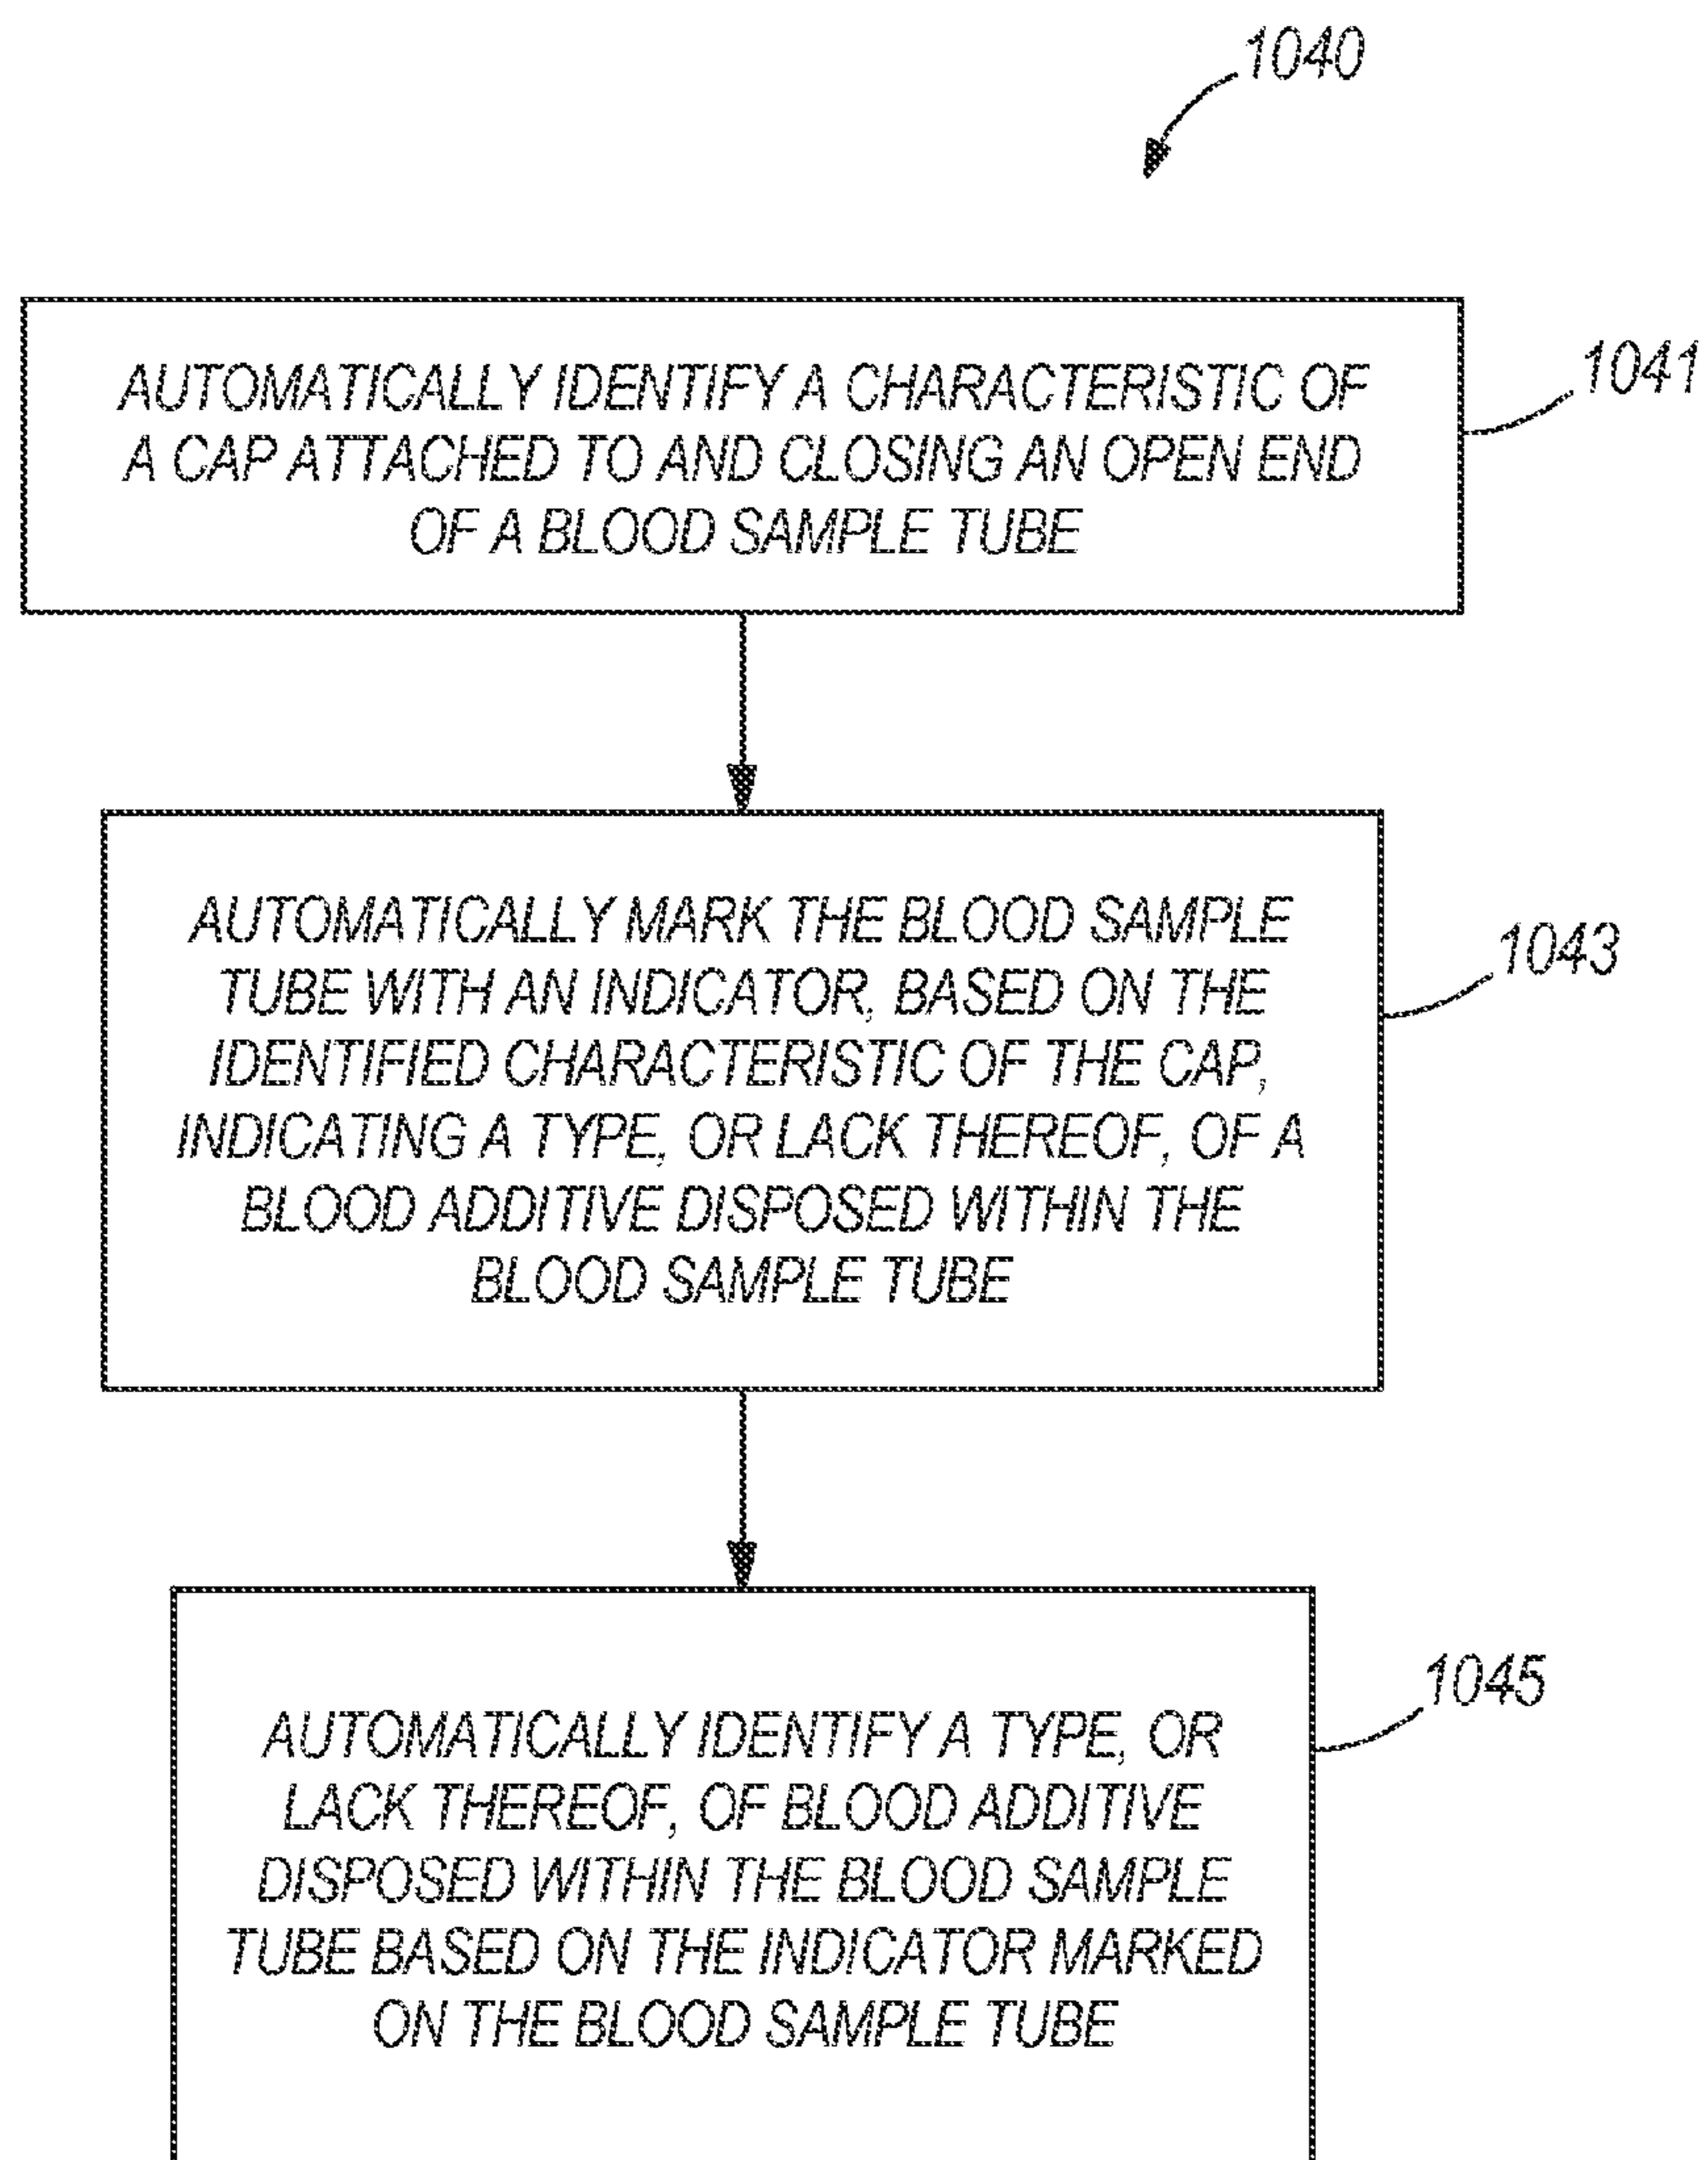 1040
AUTOMATICALLY IDENTIFY A CHARACTERISTIC OF
A CAP ATTACHED TO AND CLOSING AN OPEN END
OF A BLOOD SAMPLE TUBE
1041
AUTOMATICALLY MARK THE BLOOD SAMPLE
TUBE WITH AN INDICATOR, BASED ON THE
IDENTIFIED CHARACTERISTIC OF THE CAP,
INDICATING A TYPE, OR LACK THEREOF, OF A
BLOOD ADDITIVE DISPOSED WITHIN THE
BLOOD SAMPLE TUBE
1043
AUTOMATICALLY IDENTIFY A TYPE, OR
LACK THEREOF, OF BLOOD ADDITIVE
DISPOSED WITHIN THE BLOOD SAMPLE
TUBE BASED ON THE INDICATOR MARKED
ON THE BLOOD SAMPLE TUBE
1045